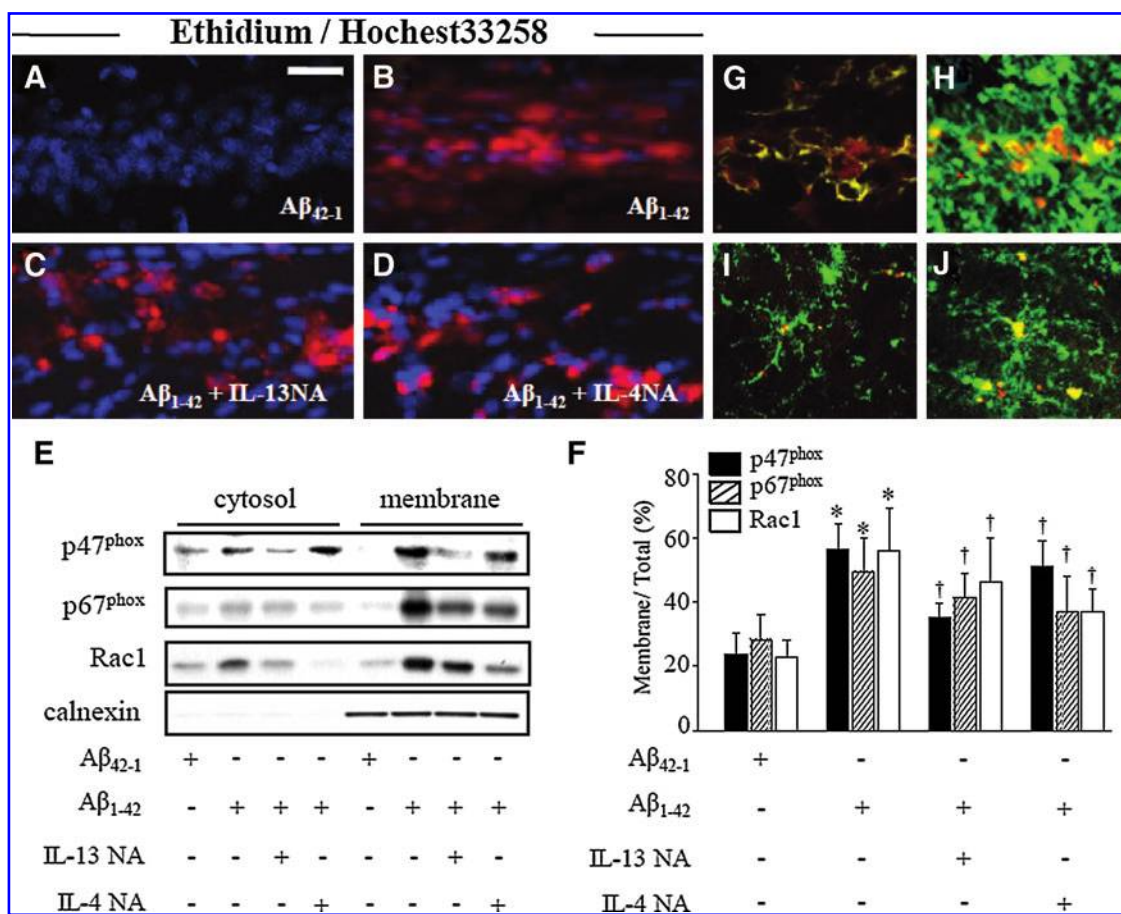 Ethidium / Hochest33258
A
B
G
H
Aβ42-1
Aβ1-42
C
D
I
J
Aβ1-42 + IL-13NA
Aβ1-42 + IL-4NA
E
cytosol membrane
p47phox
p67phox
Rac1
calnexin
Aβ42-1 + - - - + - - -
Aβ1-42 - + + + - + + +
IL-13 NA - - + - - - + -
IL-4 NA - - - + - - - +
F
p47phox
p67phox
Rac1
Membrane/ Total (%)
80
60
40
20
0
* * *
† † †
† † †
Aβ42-1 + - - -
Aβ1-42 - + + +
IL-13 NA - - + -
IL-4 NA - - - +